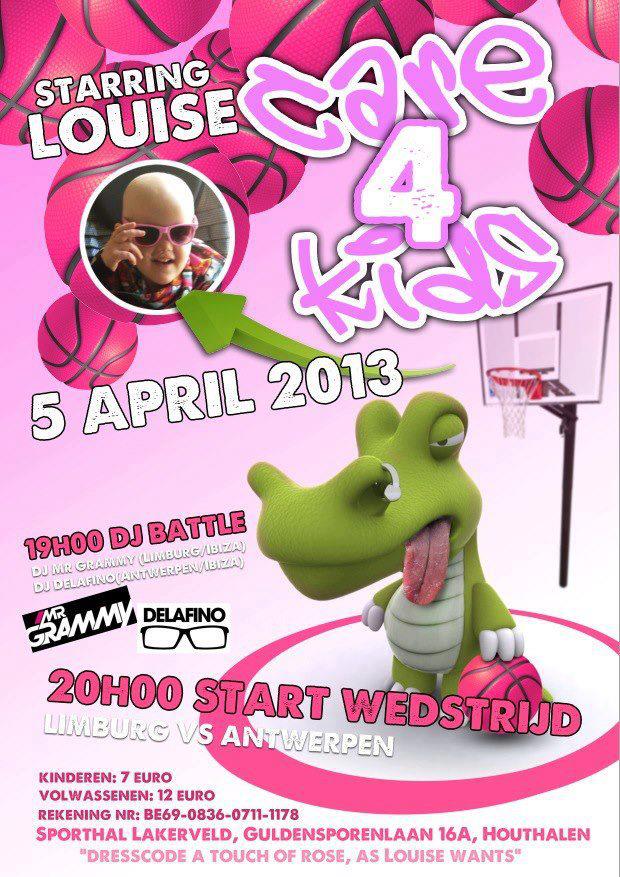 STARRING
LOUISE
Care
4
Kids
5 APRIL 2013
19H00 DJ BATTLE
DJ MR GRAMMY (LIMBURG/IBIZA)
DJ DELAFINO(ANTWERPEN/IBIZA)
MR GRAMMY
DELAFINO
20H00 START WEDSTRIJD
LIMBURG VS ANTWERPEN
KINDEREN: 7 EURO
VOLWASSENEN: 12 EURO
REKENING NR: BE69-0836-0711-1178
SPORTHAL LAKERVELD, GULDENSPORENLAAN 16A, HOUTHALEN
"DRESSCODE A TOUCH OF ROSE, AS LOUISE WANTS"